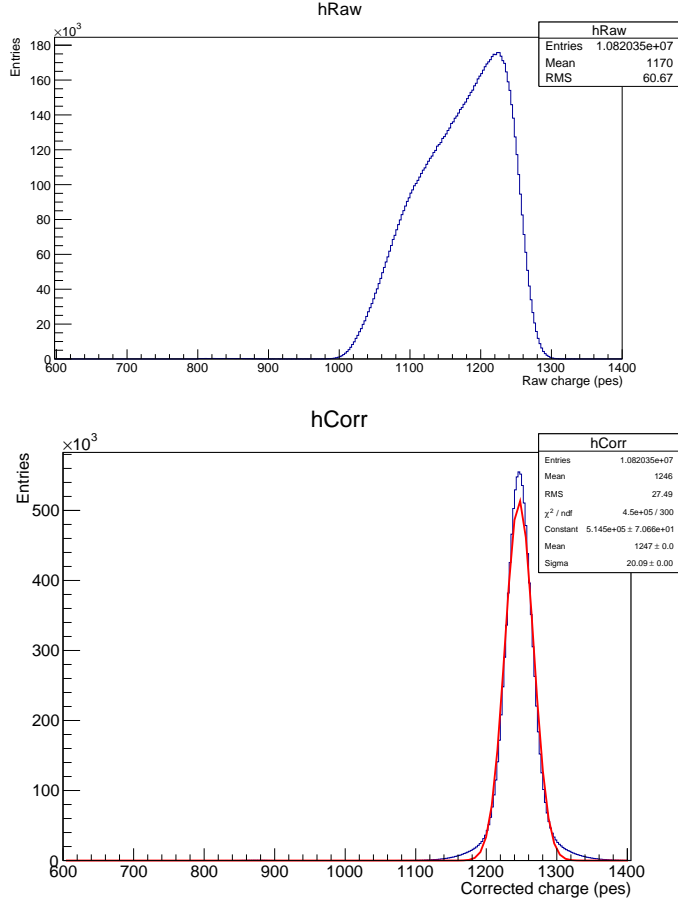 hRaw
×10³
Entries
180
160
140
120
100
80
60
40
20
0
600 700 800 900 1000 1100 1200 1300 1400
Raw charge (pes)
hRaw
Entries 1.082035e+07
Mean 1170
RMS 60.67
hCorr
×10³
Entries
500
400
300
200
100
0
600 700 800 900 1000 1100 1200 1300 1400
Corrected charge (pes)
hCorr
Entries 1.082035e+07
Mean 1246
RMS 27.49
χ² / ndf 4.5e+05 / 300
Constant 5.145e+05 ± 7.066e+01
Mean 1247 ± 0.0
Sigma 20.09 ± 0.00